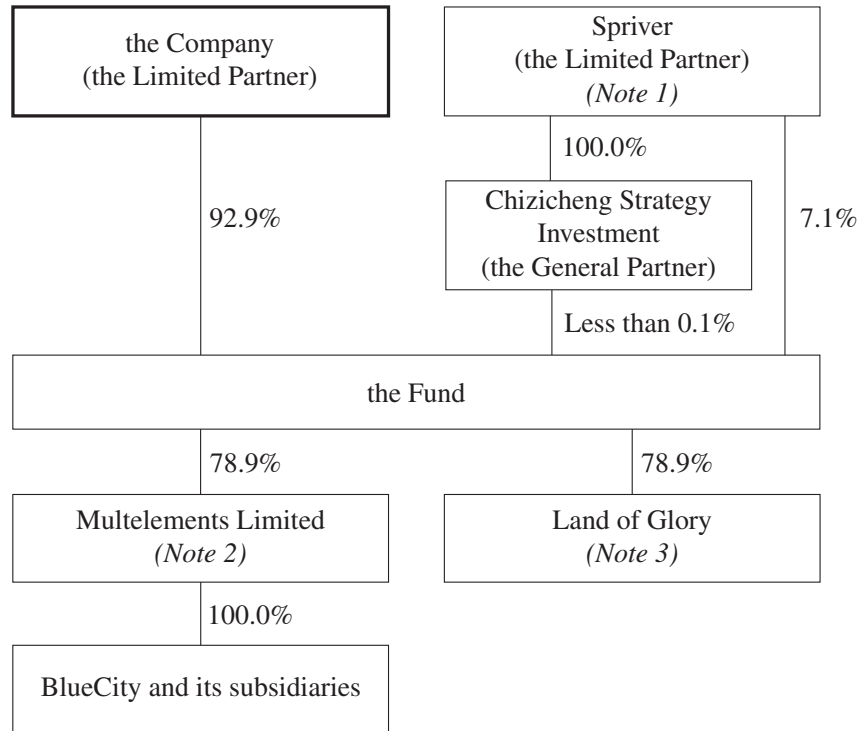 the Company
(the Limited Partner)
Spriver
(the Limited Partner)
(Note 1)
100.0%
92.9%
Chizicheng Strategy
Investment
(the General Partner)
7.1%
Less than 0.1%
the Fund
78.9%
78.9%
Multelements Limited
(Note 2)
Land of Glory
(Note 3)
100.0%
BlueCity and its subsidiaries